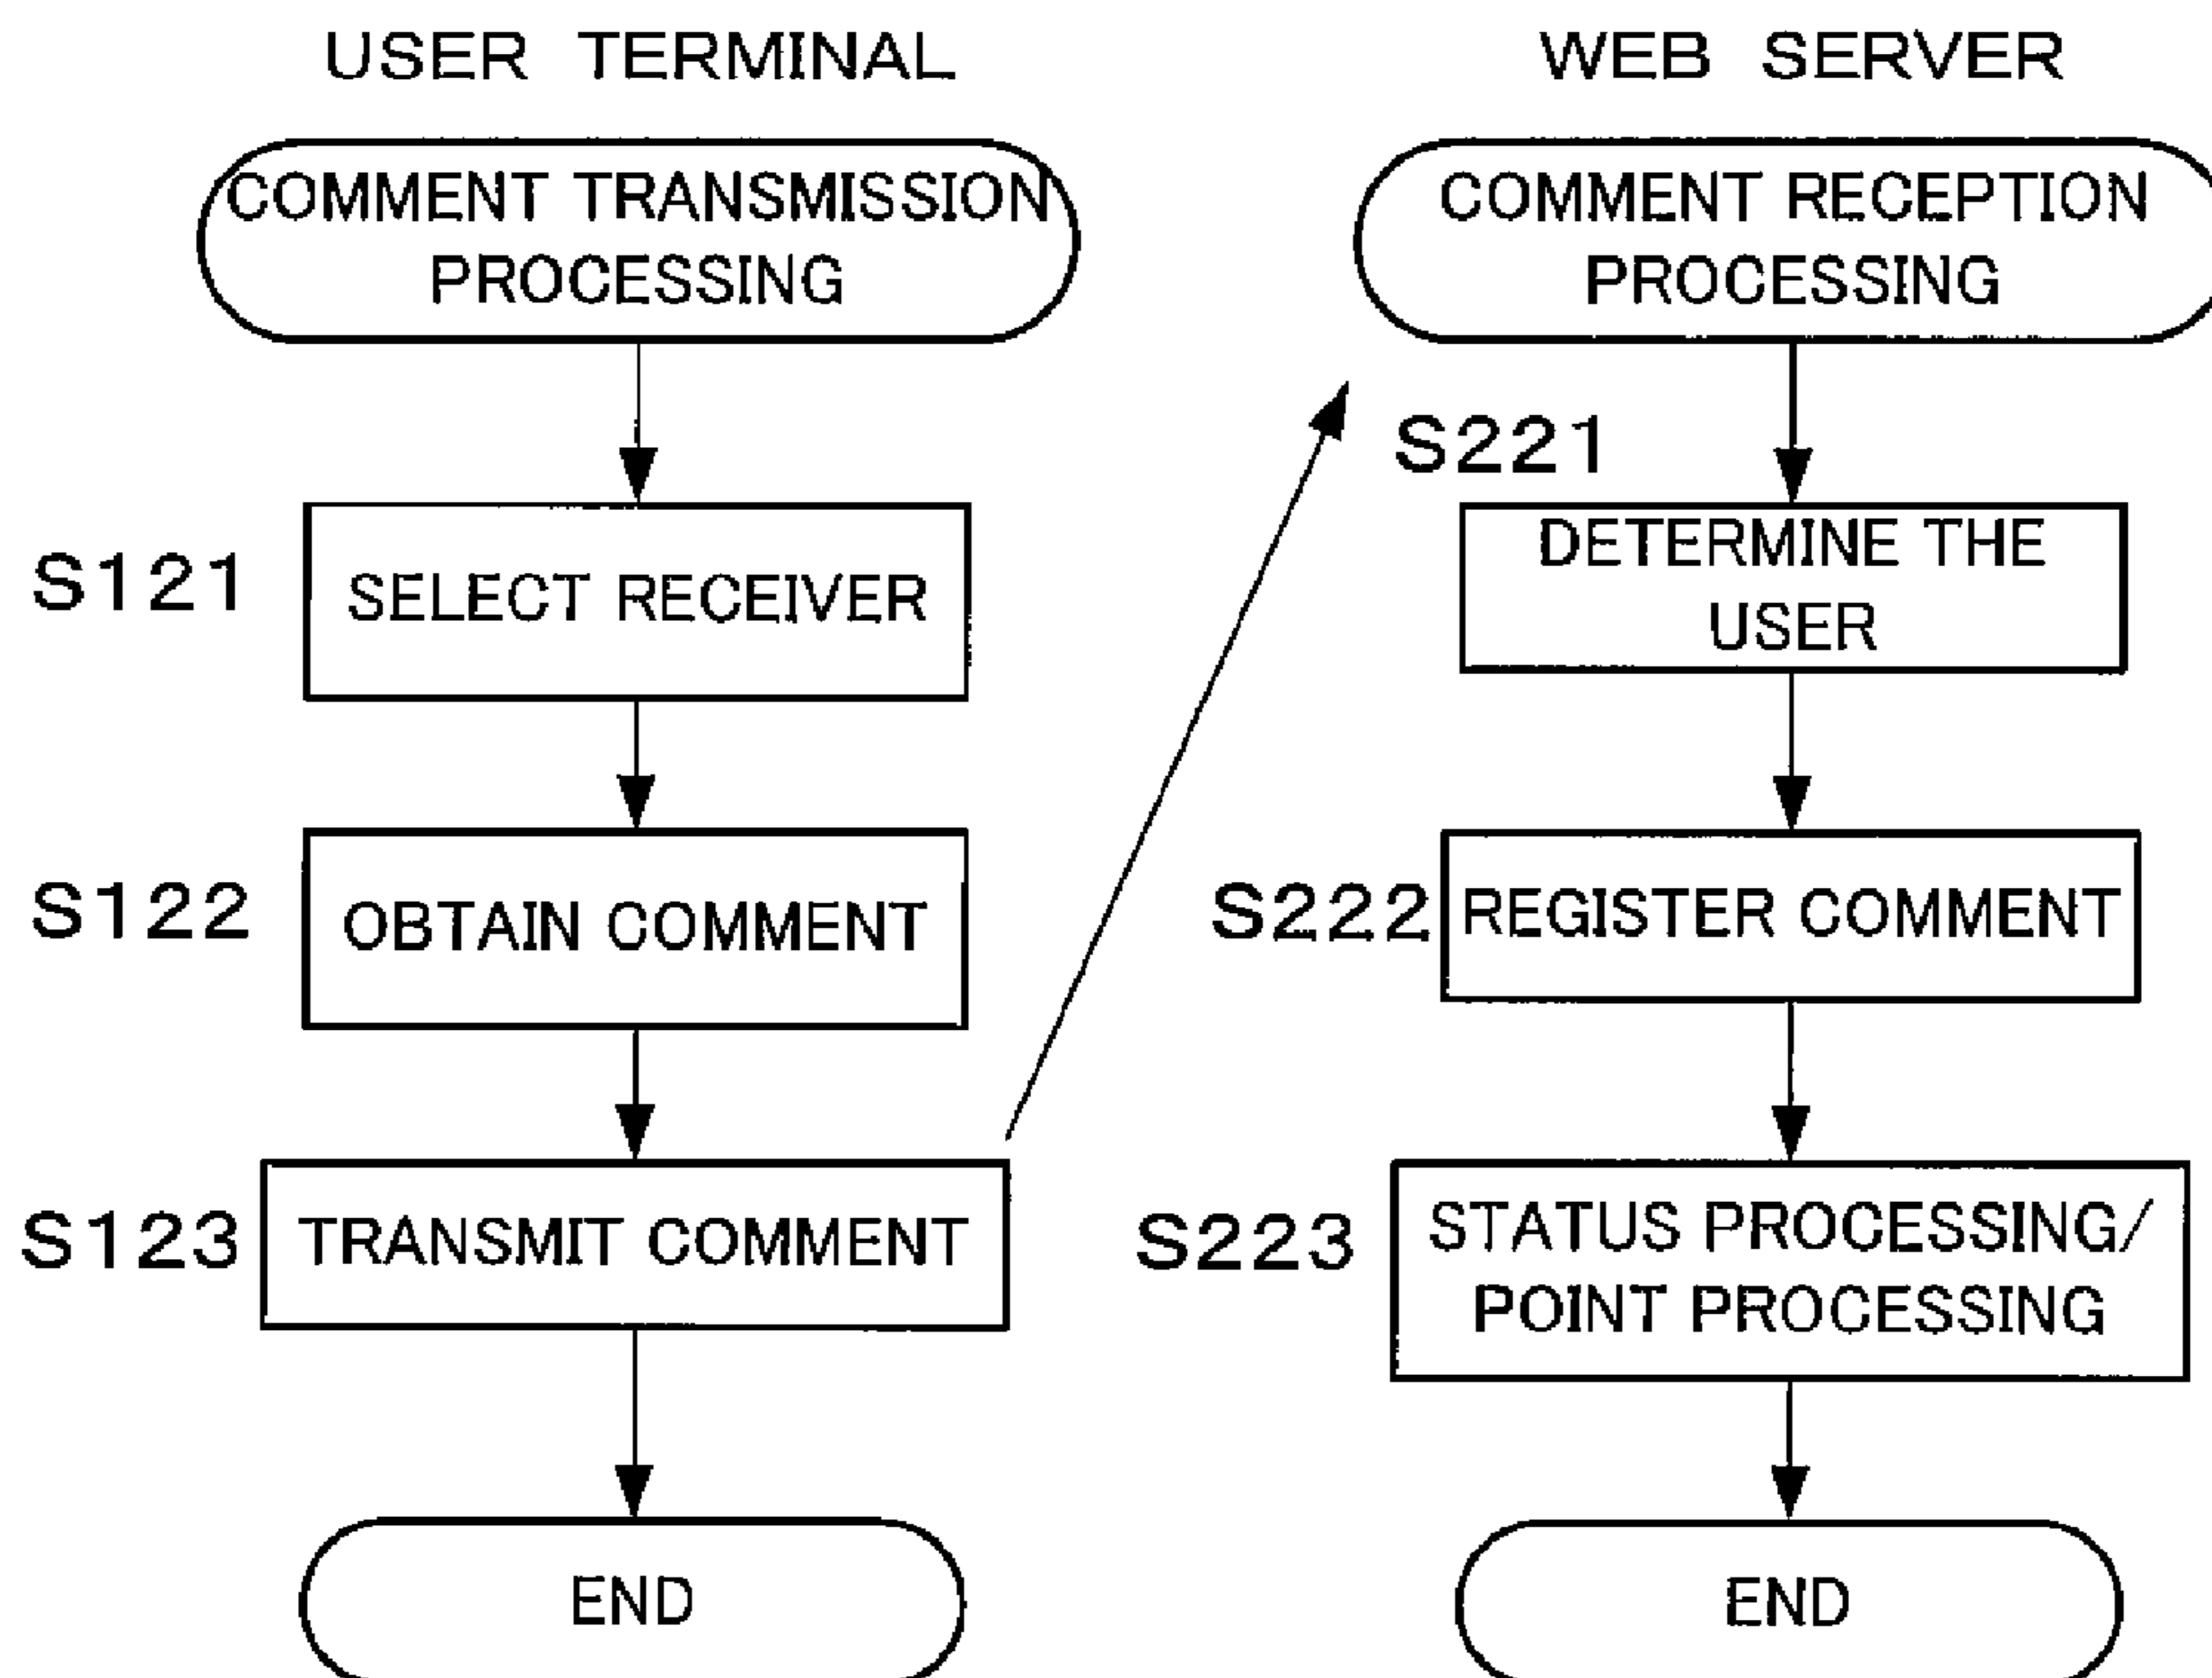 USER TERMINAL
COMMENT TRANSMISSION
PROCESSING
S121
SELECT RECEIVER
S122
OBTAIN COMMENT
S123
TRANSMIT COMMENT
END
WEB SERVER
COMMENT RECEPTION
PROCESSING
S221
DETERMINE THE
USER
S222
REGISTER COMMENT
S223
STATUS PROCESSING/
POINT PROCESSING
END